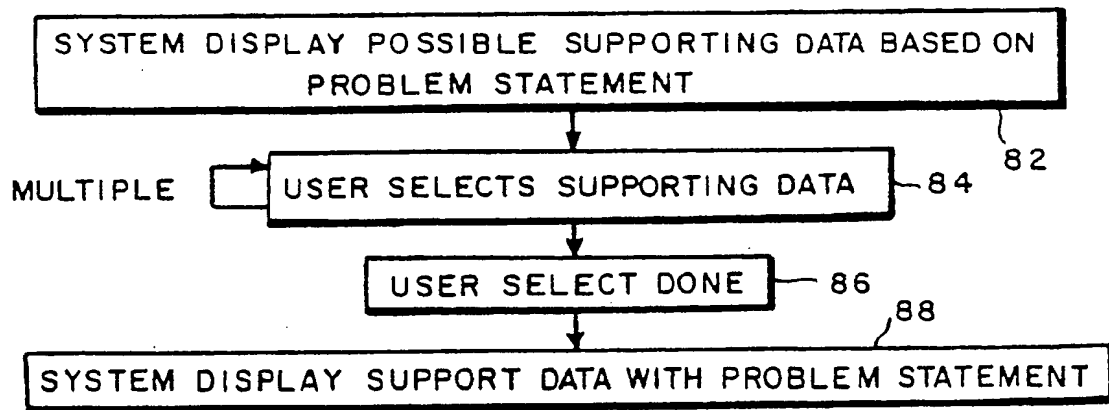 SYSTEM DISPLAY POSSIBLE SUPPORTING DATA BASED ON
PROBLEM STATEMENT
82
MULTIPLE
USER SELECTS SUPPORTING DATA
84
USER SELECT DONE
86
88
SYSTEM DISPLAY SUPPORT DATA WITH PROBLEM STATEMENT